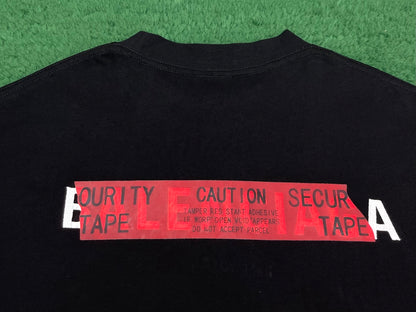 OURITY CAUTION SECUR
TAMPER RESISTANT ADHESIVE
TAPE TAPE
DO NOT ACCEPT PARCEL
B A